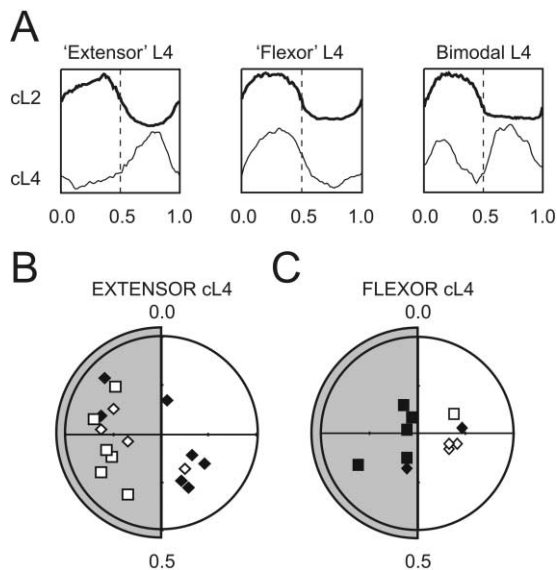 A
'Extensor' L4 'Flexor' L4 Bimodal L4
cL2
cL4
0.0 0.5 1.0 0.0 0.5 1.0 0.0 0.5 1.0
B C
EXTENSOR cL4 FLEXOR cL4
0.0 0.0
0.5 0.5